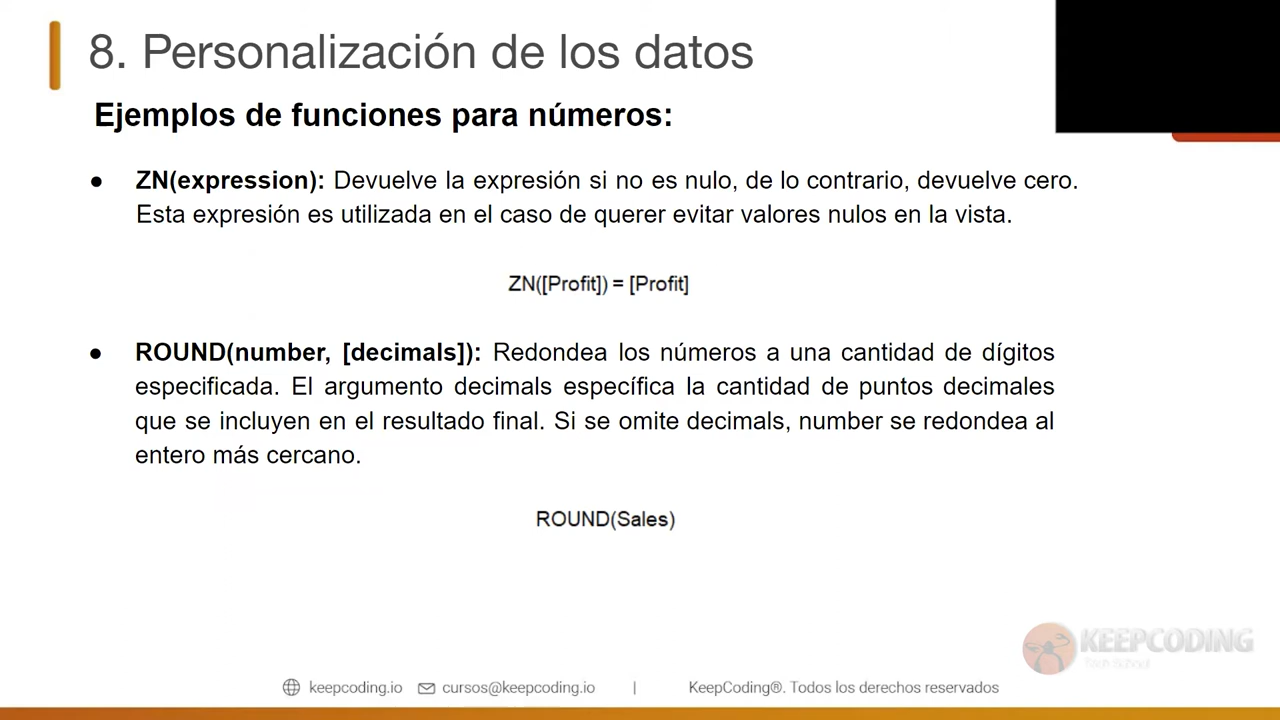 8. Personalización de los datos
Ejemplos de funciones para números:
● ZN(expression): Devuelve la expresión si no es nulo, de lo contrario, devuelve cero.
Esta expresión es utilizada en el caso de querer evitar valores nulos en la vista.
ZN([Profit]) = [Profit]
● ROUND(number, [decimals]): Redondea los números a una cantidad de dígitos
especificada. El argumento decimals específica la cantidad de puntos decimales
que se incluyen en el resultado final. Si se omite decimals, number se redondea al
entero más cercano.
ROUND(Sales)
KEEPCODING
Tech School
keepcoding.io cursos@keepcoding.io | KeepCoding®. Todos los derechos reservados